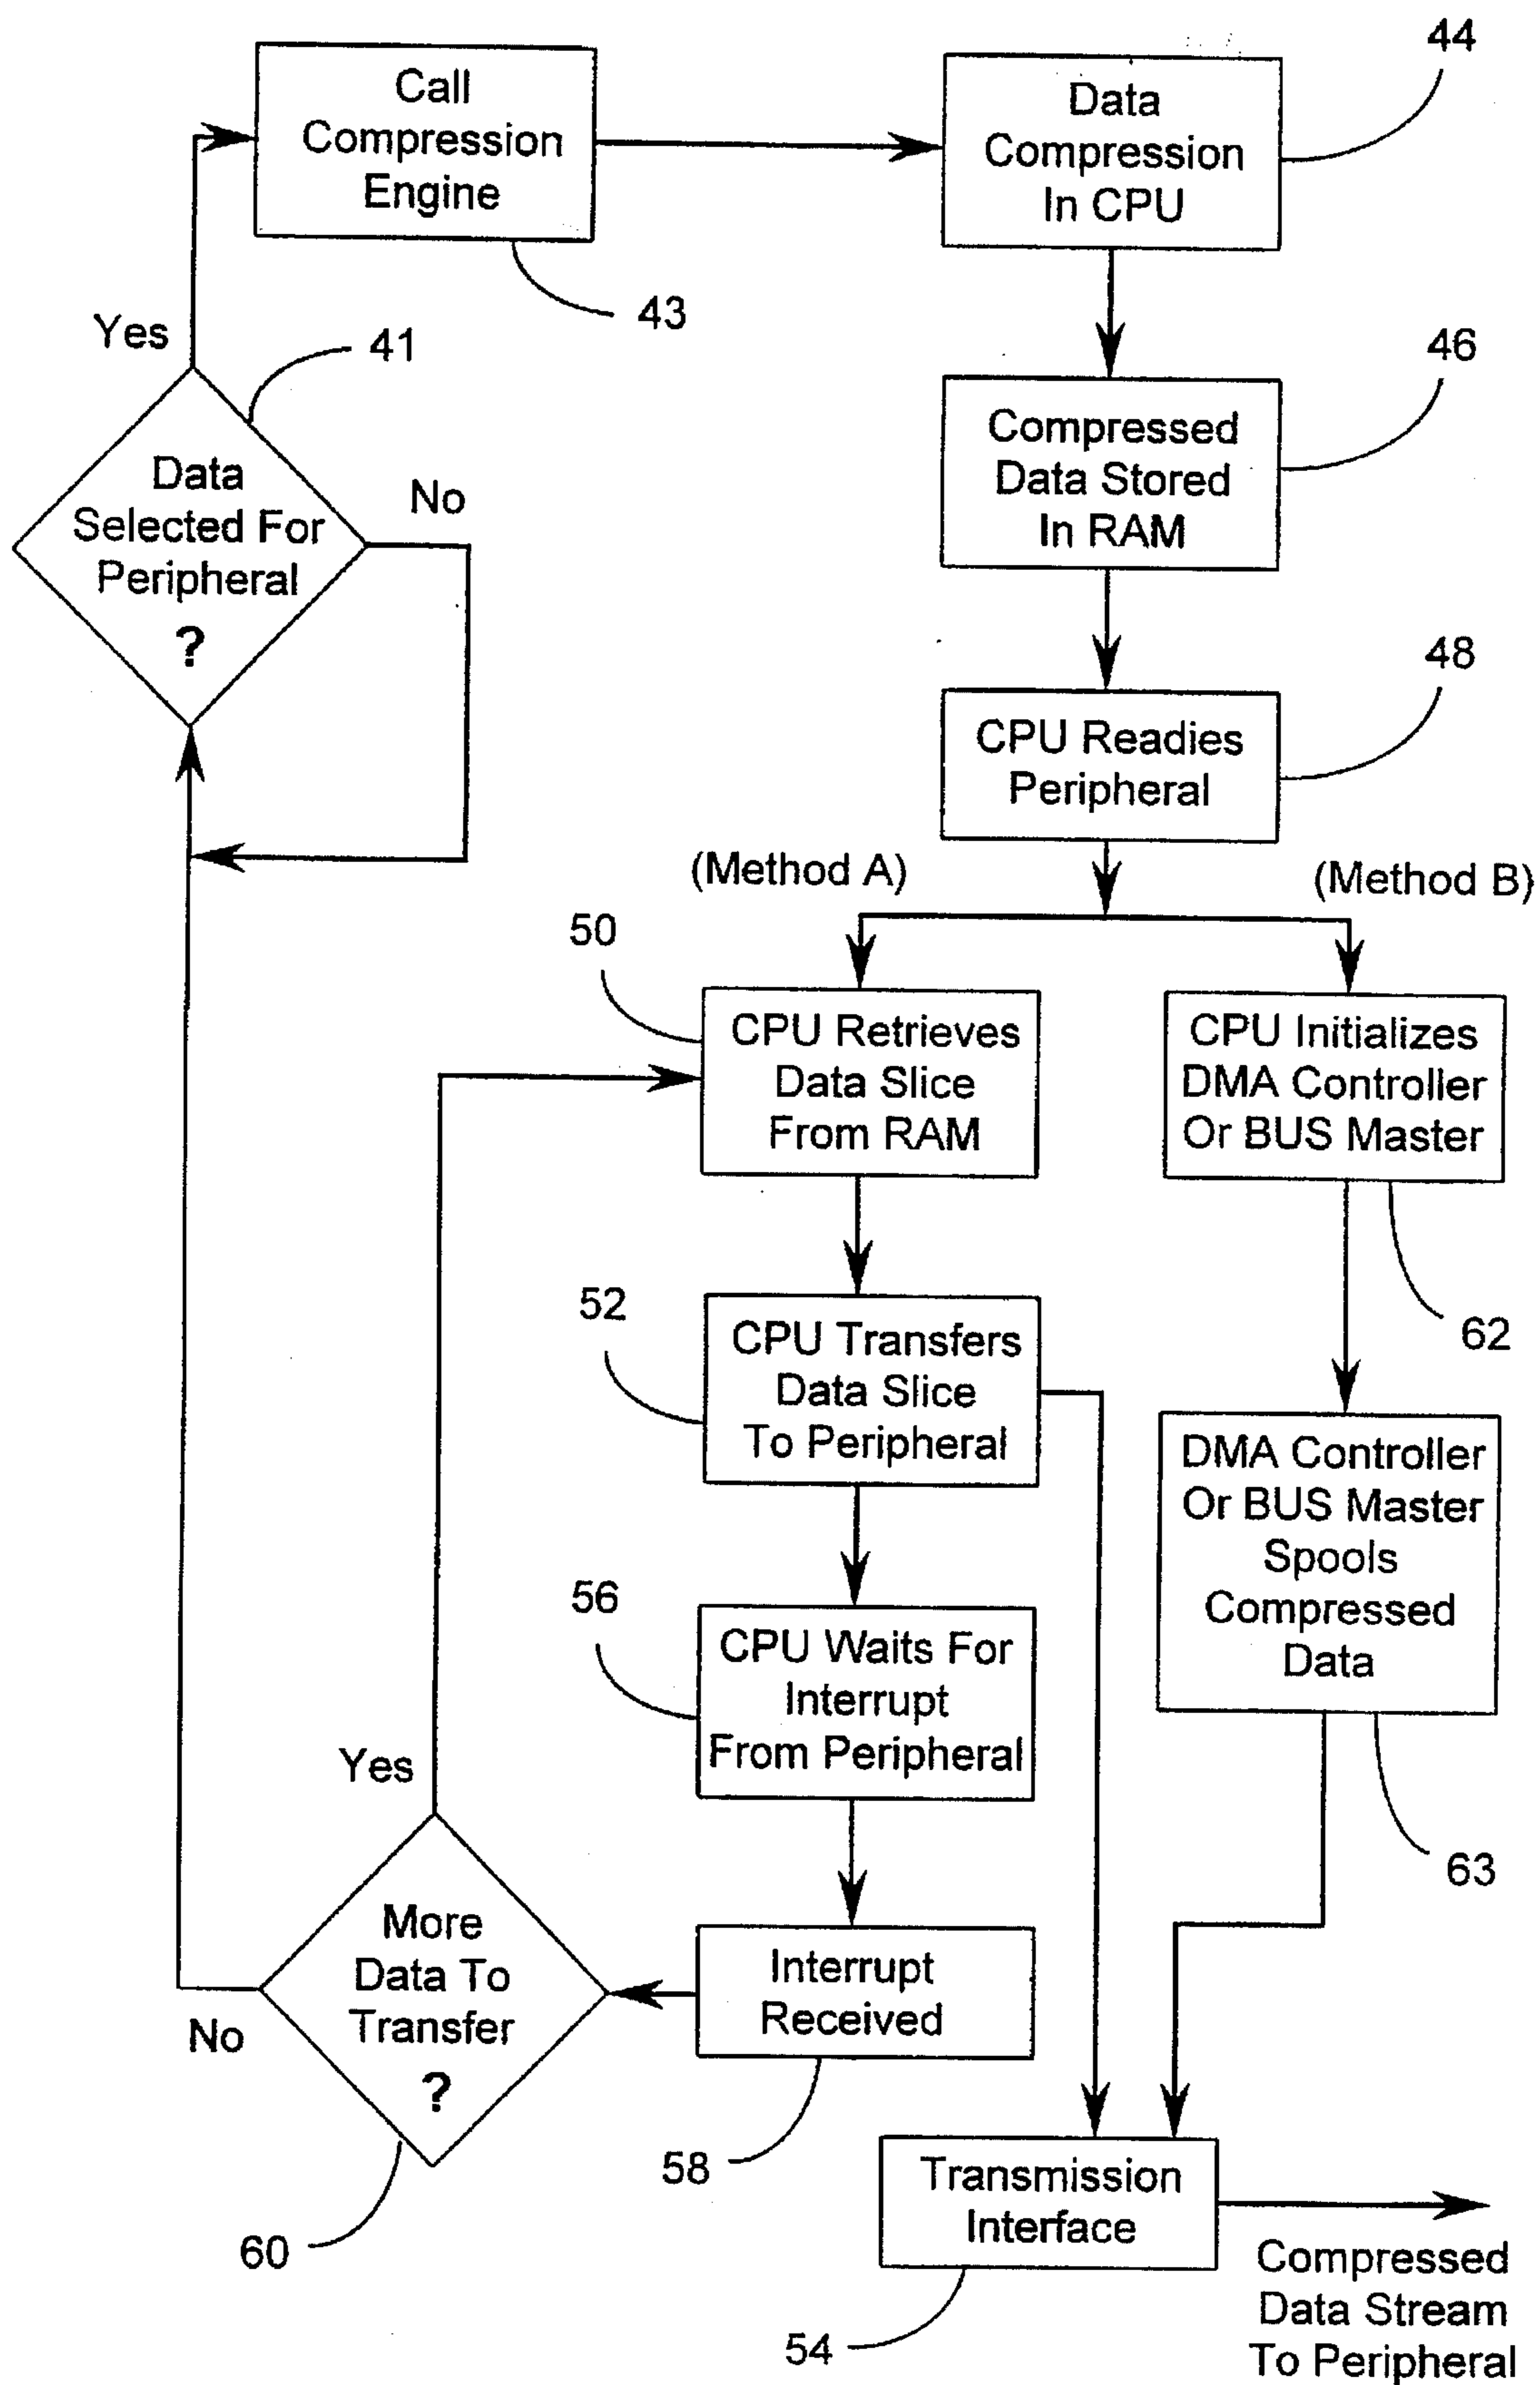 Call
Compression
Engine
43
Data
Compression
In CPU
44
Yes
41
Data
Selected For
Peripheral
?
No
Compressed
Data Stored
In RAM
46
CPU Readies
Peripheral
48
(Method A)
(Method B)
50
CPU Retrieves
Data Slice
From RAM
CPU Initializes
DMA Controller
Or BUS Master
62
52
CPU Transfers
Data Slice
To Peripheral
DMA Controller
Or BUS Master
Spools
Compressed
Data
63
56
CPU Waits For
Interrupt
From Peripheral
Yes
More
Data To
Transfer
?
No
60
Interrupt
Received
58
Transmission
Interface
54
Compressed
Data Stream
To Peripheral